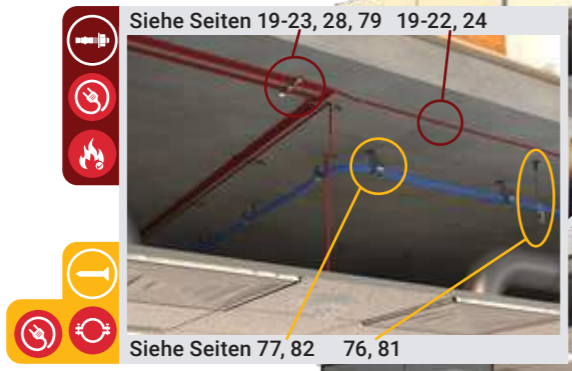 Siehe Seiten 19-23, 28, 79 19-22, 24
Siehe Seiten 77, 82 76, 81